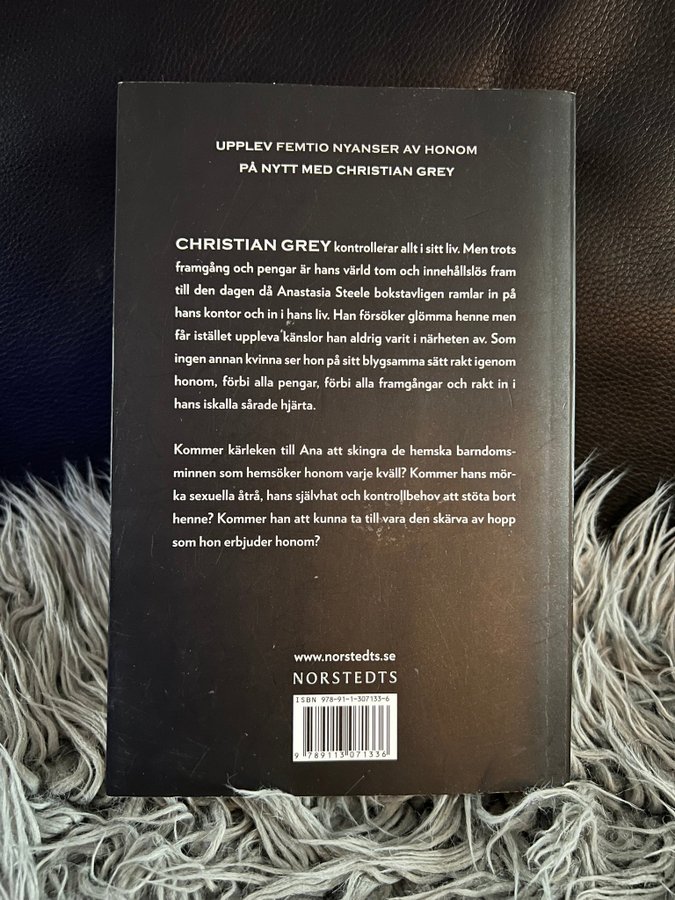 UPPLEV FEMTIO NYANSER AV HONOM
PÅ NYTT MED CHRISTIAN GREY
CHRISTIAN GREY kontrollerar allt i sitt liv. Men trots
framgång och pengar är hans värld tom och innehållslös fram
till den dagen då Anastasia Steele bokstavligen ramlar in på
hans kontor och in i hans liv. Han försöker glömma henne men
får istället uppleva känslor han aldrig varit i närheten av. Som
ingen annan kvinna ser hon på sitt blygsamma sätt rakt igenom
honom, förbi alla pengar, förbi alla framgångar och rakt in i
hans iskalla sårade hjärta.
Kommer kärleken till Ana att skingra de hemska barndoms-
minnen som hemsöker honom varje kväll? Kommer hans mör-
ka sexuella åtrå, hans självhat och kontrollbehov att stöta bort
henne? Kommer han att kunna ta till vara den skärva av hopp
som hon erbjuder honom?
www.norstedts.se
NORSTEDTS
ISBN 978-91-1-307133-6
9 789113 071336